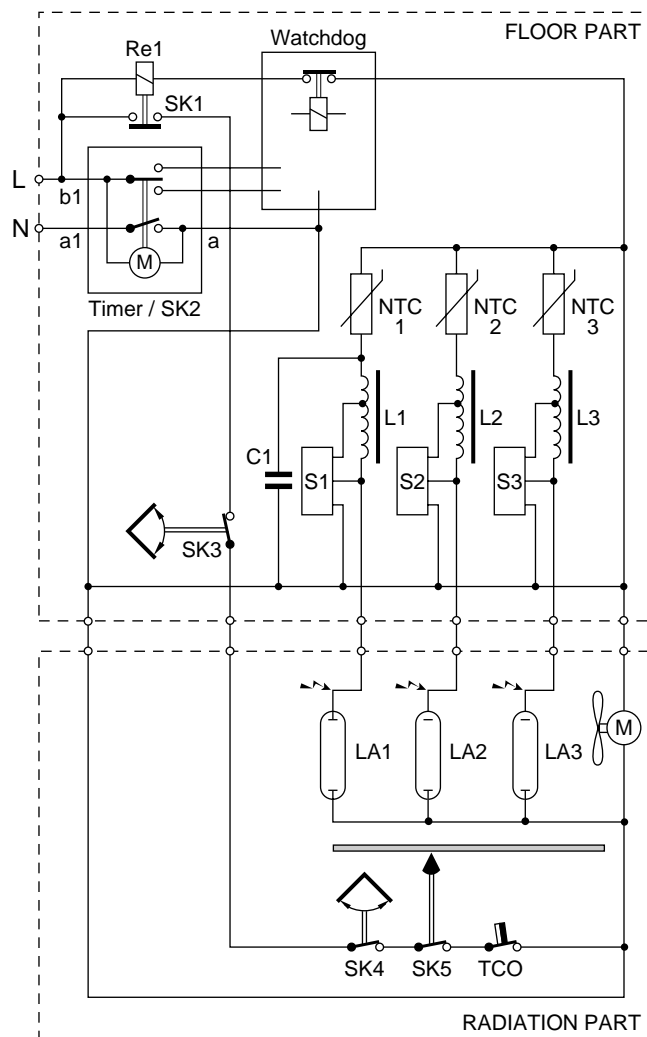 FLOOR PART
Watchdog
Re1
SK1
L
b1
N
a1
a
M
Timer / SK2
NTC
1
NTC
2
NTC
3
L1
L2
L3
C1
S1
S2
S3
SK3
LA1
LA2
LA3
M
SK4
SK5
TCO
RADIATION PART